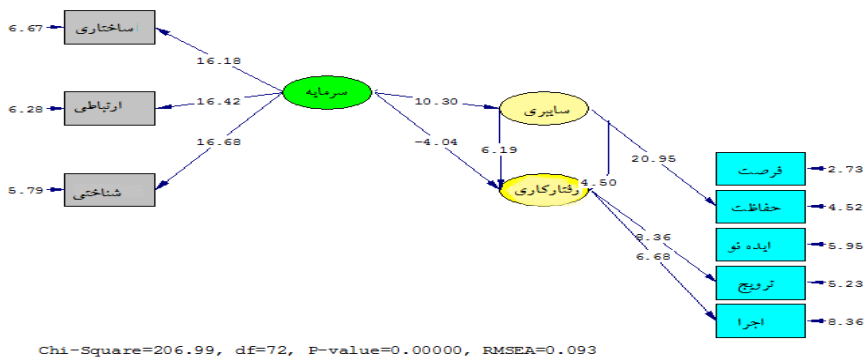 6.67
ساختاری
16.18
6.28
ارتباطی
16.42
سرمایه
10.30
سایبری
16.68
-4.04
6.19
20.95
5.79
شناختی
رفتارکاری
4.50
فرصت
2.73
حفاظت
4.52
8.36
ایده نو
5.95
6.68
ترویج
5.23
اجرا
8.36
Chi-Square=206.99, df=72, P-value=0.00000, RMSEA=0.093